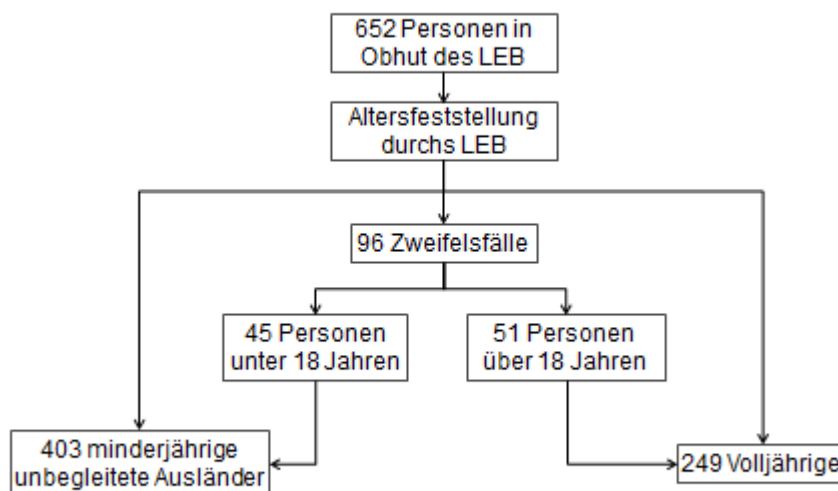 652 Personen in
Obhut des LEB
Altersfeststellung
durchs LEB
96 Zweifelsfälle
45 Personen
unter 18 Jahren
51 Personen
über 18 Jahren
403 minderjährige
unbegleitete Ausländer
249 Volljährige